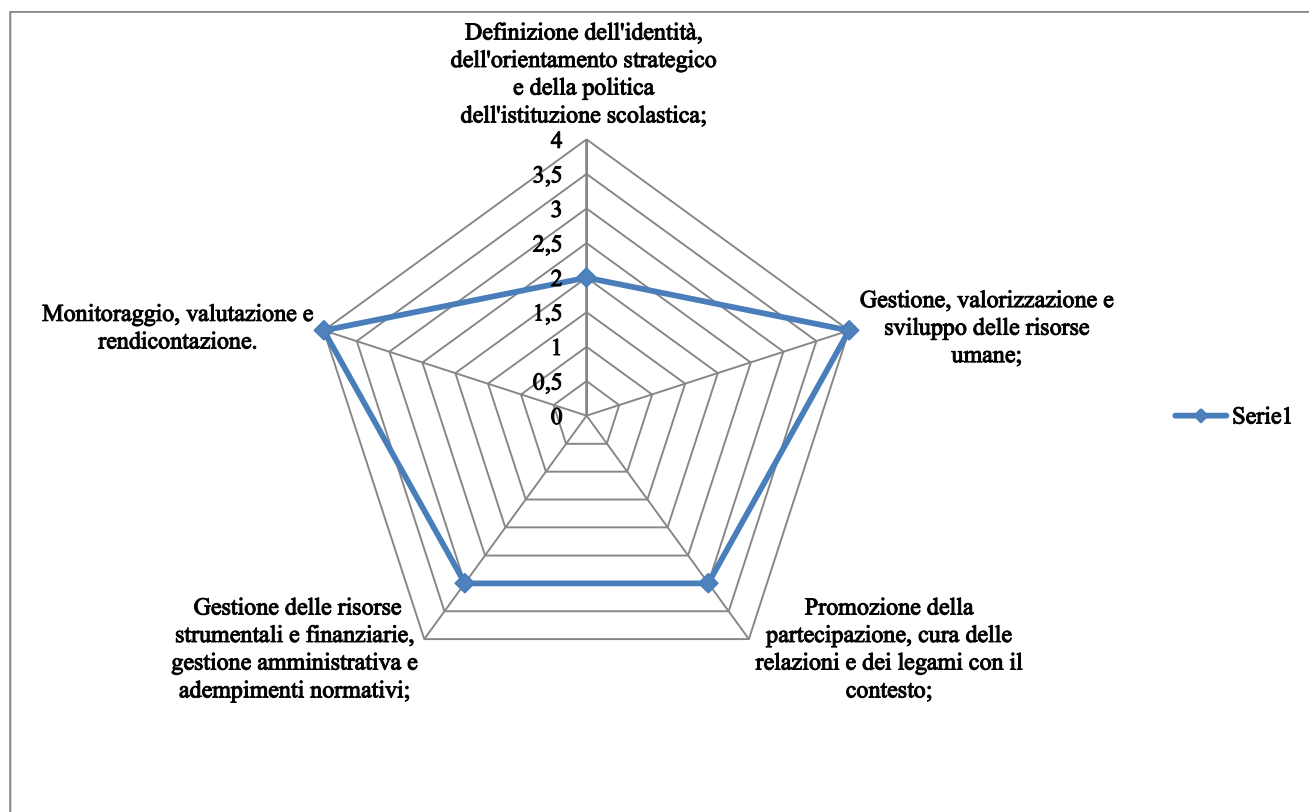 Definizione dell'identità,
dell'orientamento strategico
e della politica
dell'istituzione scolastica;
4
3,5
3
2,5
2
1,5
1
0,5
0
Gestione, valorizzazione e
sviluppo delle risorse
umane;
Promozione della
partecipazione, cura delle
relazioni e dei legami con il
contesto;
Gestione delle risorse
strumentali e finanziarie,
gestione amministrativa e
adempimenti normativi;
Monitoraggio, valutazione e
rendicontazione.
Serie1